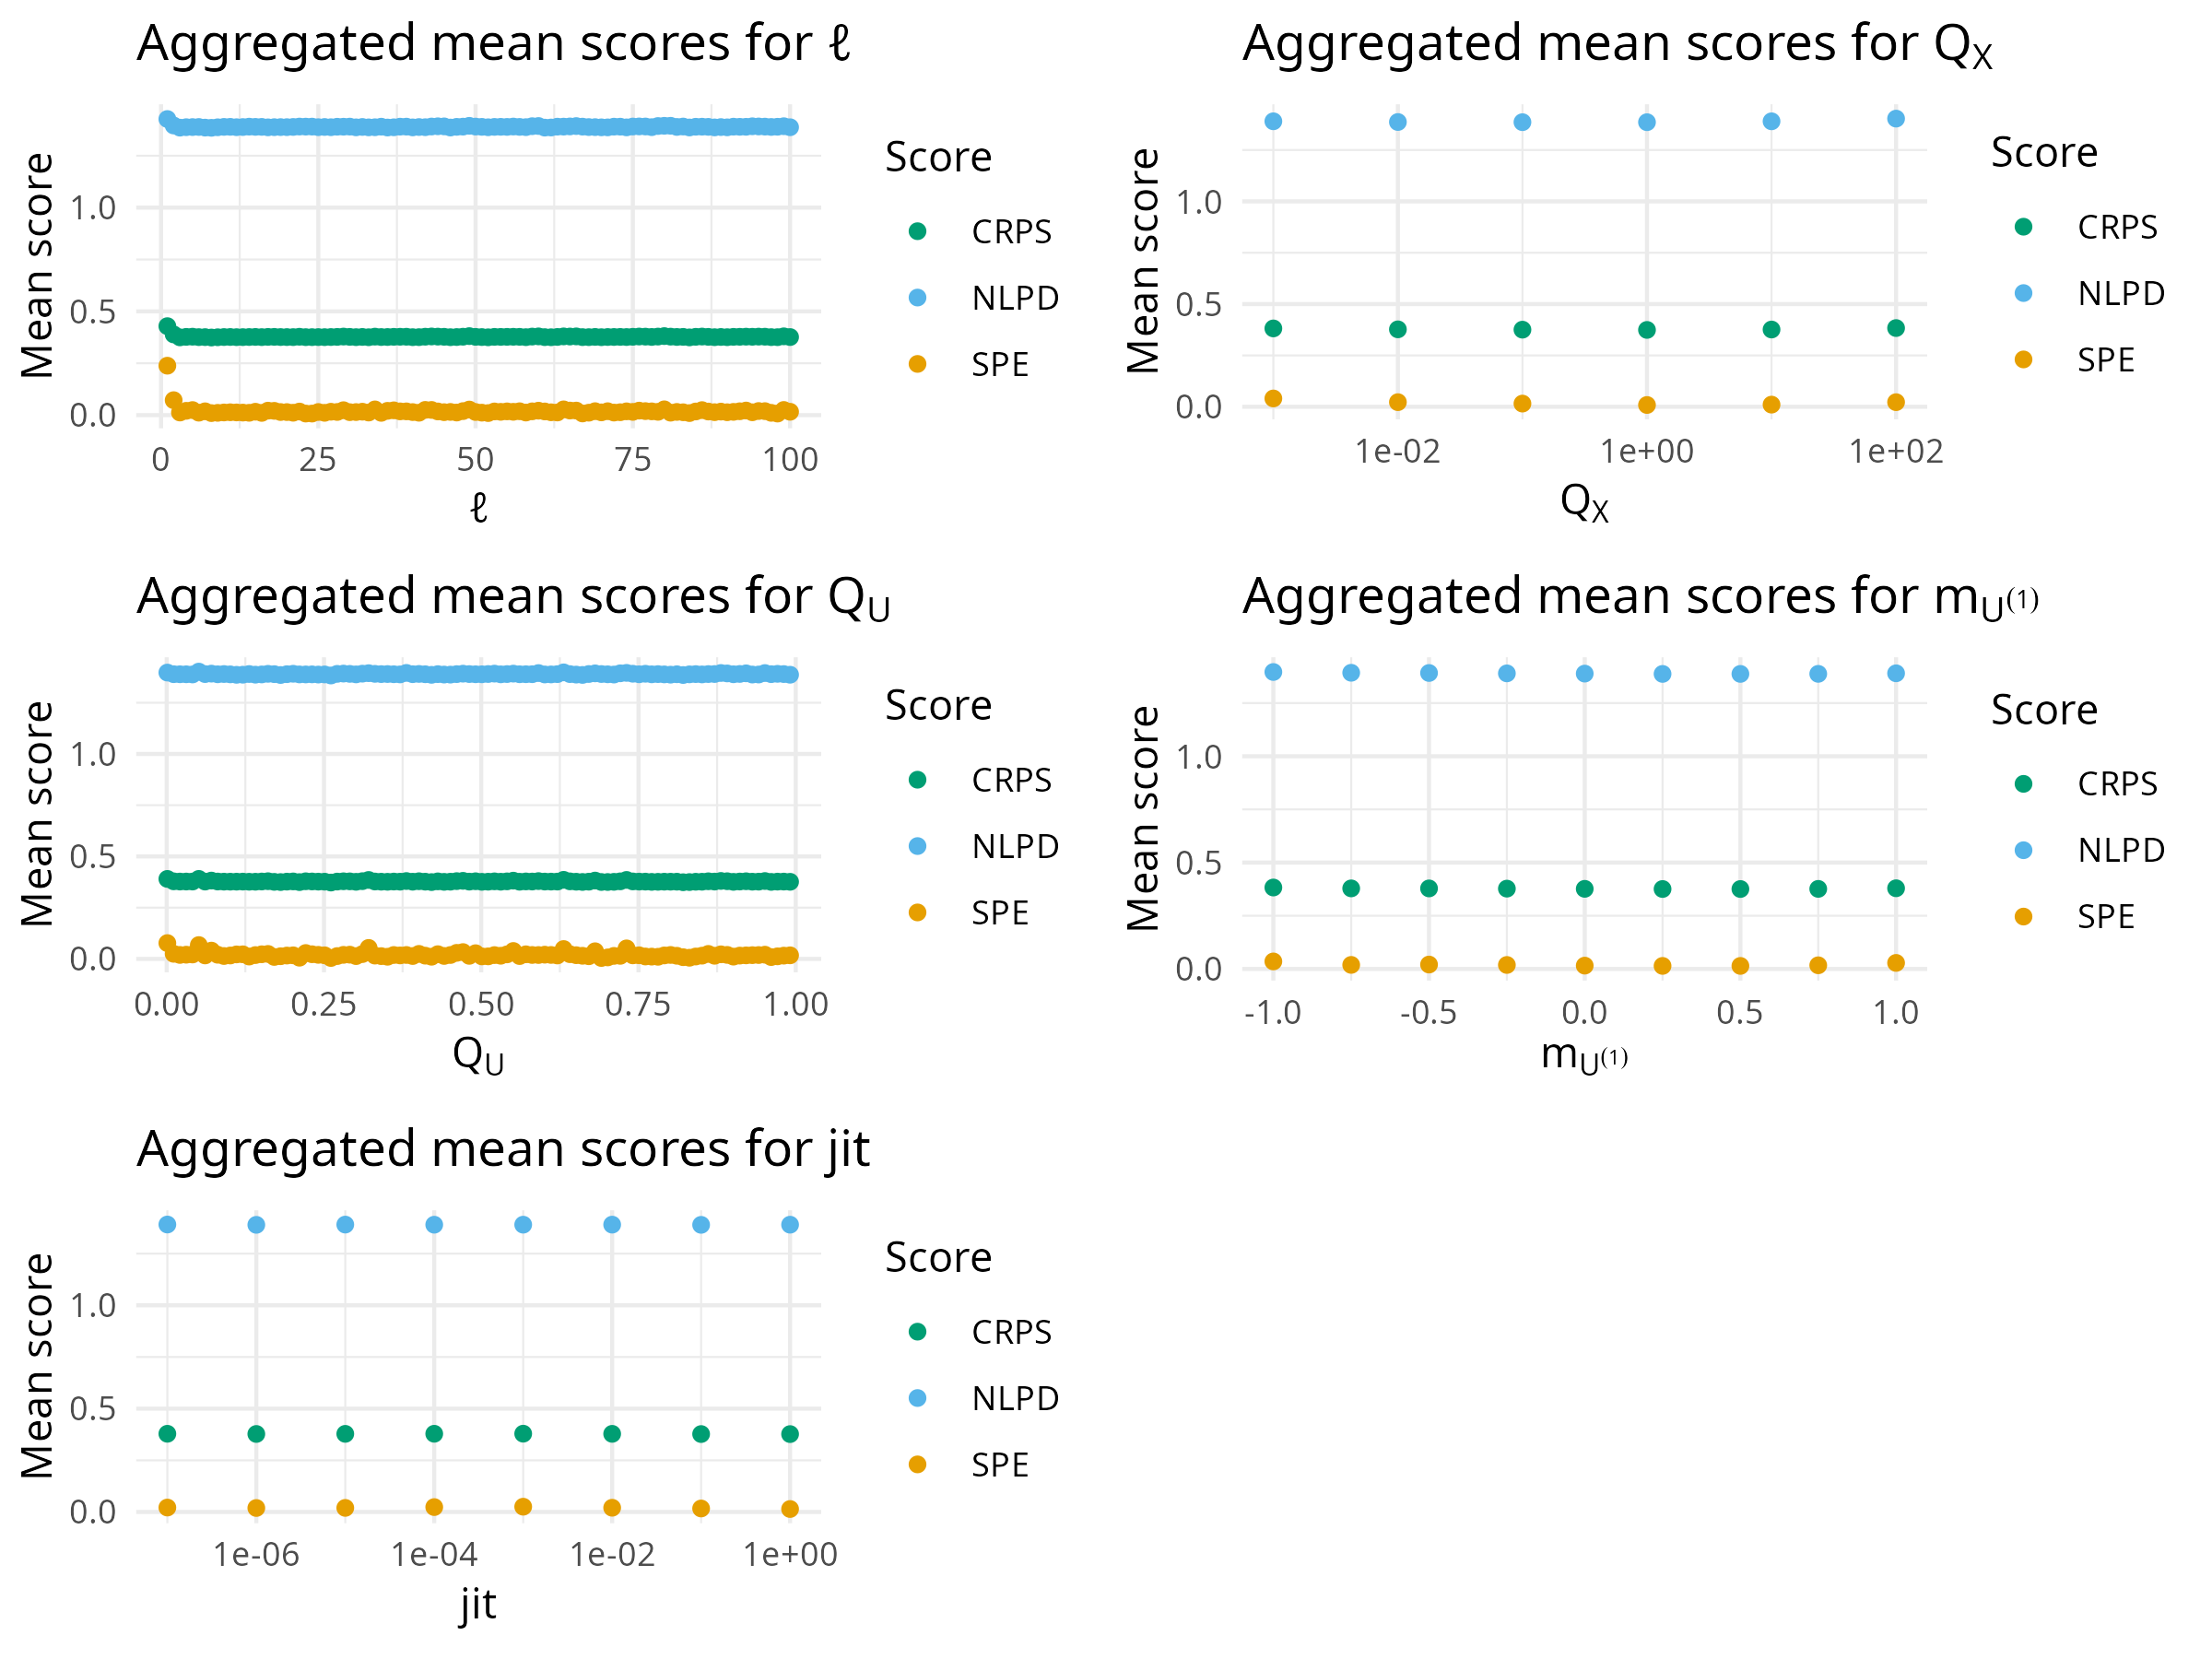 Aggregated mean scores for ℓ
Mean score
1.0
0.5
0.0
0 25 50 75 100
ℓ
Score
CRPS
NLPD
SPE
Aggregated mean scores for Q_X
Mean score
1.0
0.5
0.0
1e-02 1e+00 1e+02
Q_X
Score
CRPS
NLPD
SPE
Aggregated mean scores for Q_U
Mean score
1.0
0.5
0.0
0.00 0.25 0.50 0.75 1.00
Q_U
Score
CRPS
NLPD
SPE
Aggregated mean scores for m_U⁽¹⁾
Mean score
1.0
0.5
0.0
-1.0 -0.5 0.0 0.5 1.0
m_U⁽¹⁾
Score
CRPS
NLPD
SPE
Aggregated mean scores for jit
Mean score
1.0
0.5
0.0
1e-06 1e-04 1e-02 1e+00
jit
Score
CRPS
NLPD
SPE